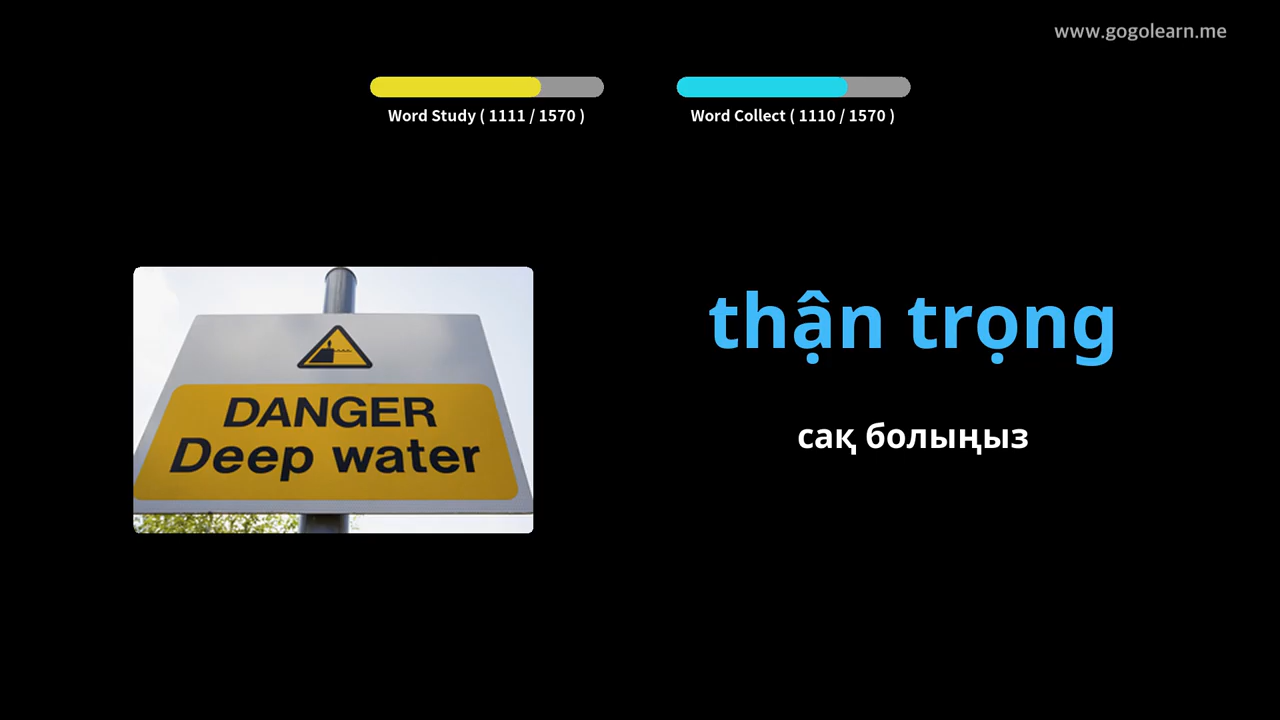 www.gogolearn.me
Word Study ( 1111 / 1570 )
Word Collect ( 1110 / 1570 )
DANGER
Deep water
thận trọng
сақ болыңыз